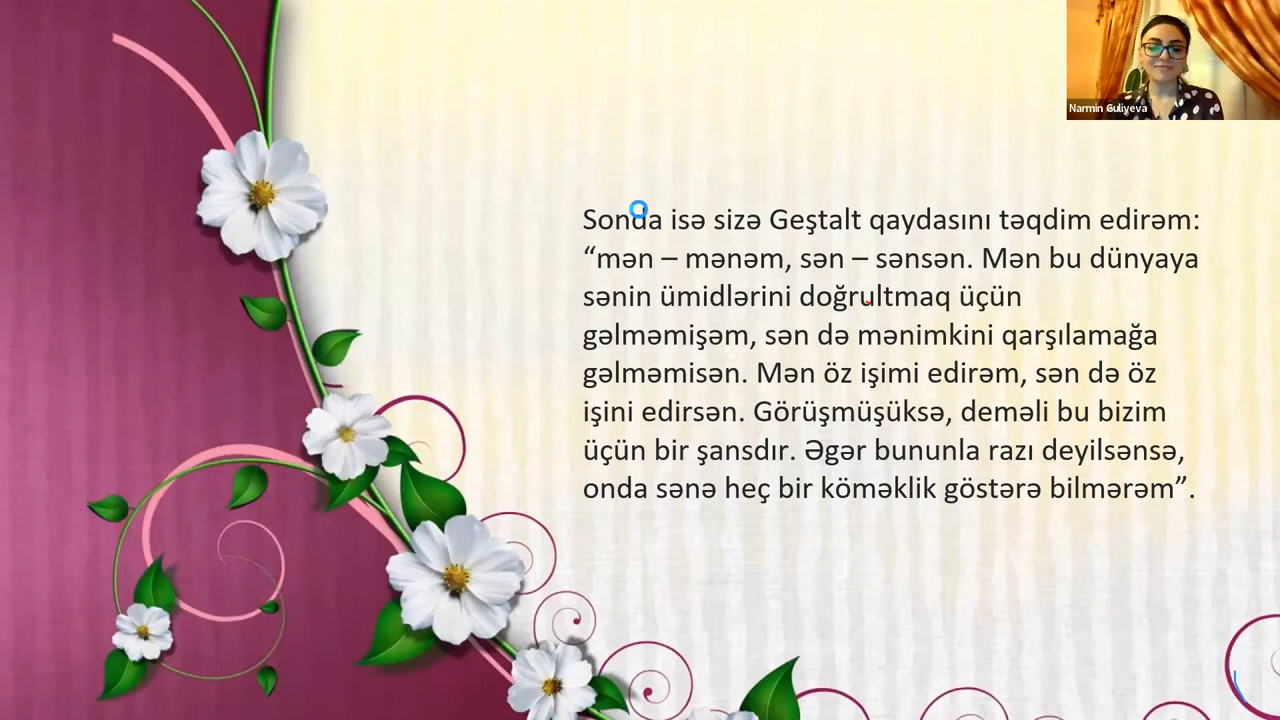 Narmin Guliyeva
Sonda isə sizə Geştalt qaydasını təqdim edirəm:
“mən – mənəm, sən – sənsən. Mən bu dünyaya
sənin ümidlərini doğrultmaq üçün
gəlməmişəm, sən də mənimkini qarşılamağa
gəlməmisən. Mən öz işimi edirəm, sən də öz
işini edirsən. Görüşmüşüksə, deməli bu bizim
üçün bir şansdır. Əgər bununla razı deyilsənsə,
onda sənə heç bir köməklik göstərə bilmərəm”.